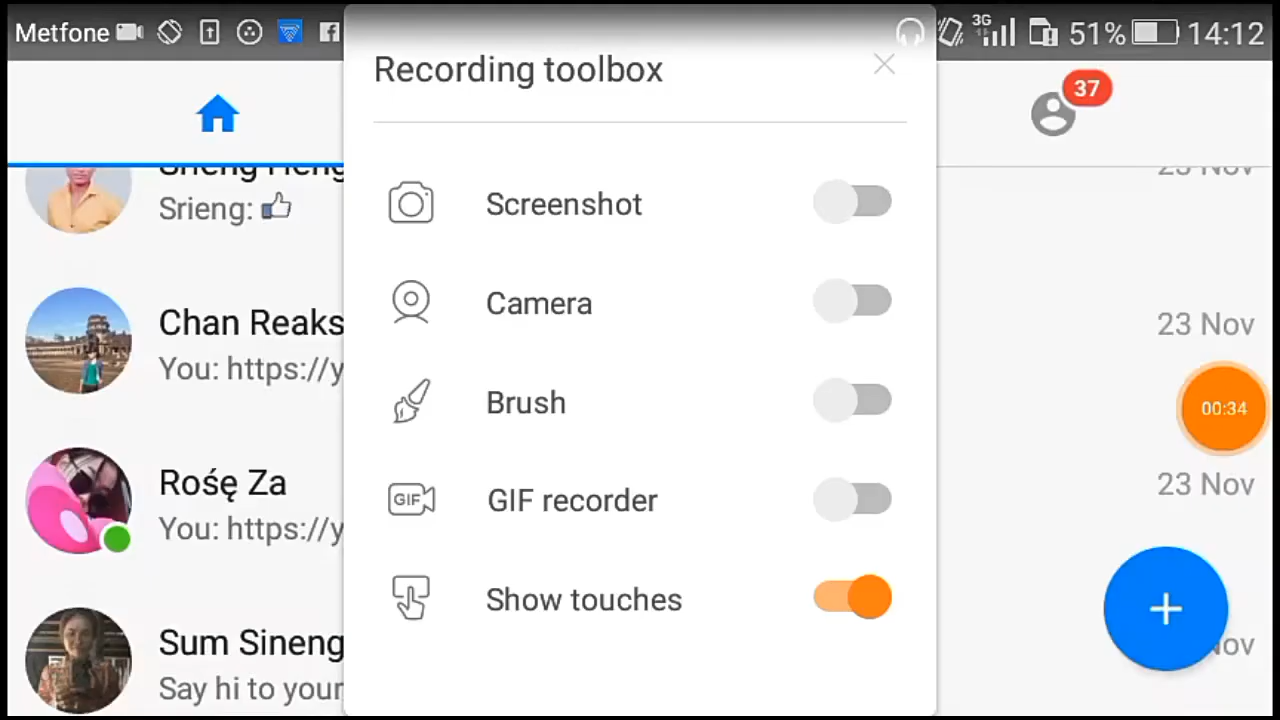 Metfone 3G 51% 14:12
Recording toolbox
37
Srieng:
23 Nov
Screenshot
Chan Reaks
23 Nov
You: https://y
Camera
00:34
Brush
Rośę Za
23 Nov
You: https://y
GIF
GIF recorder
Show touches
Sum Sineng
Nov
Say hi to your